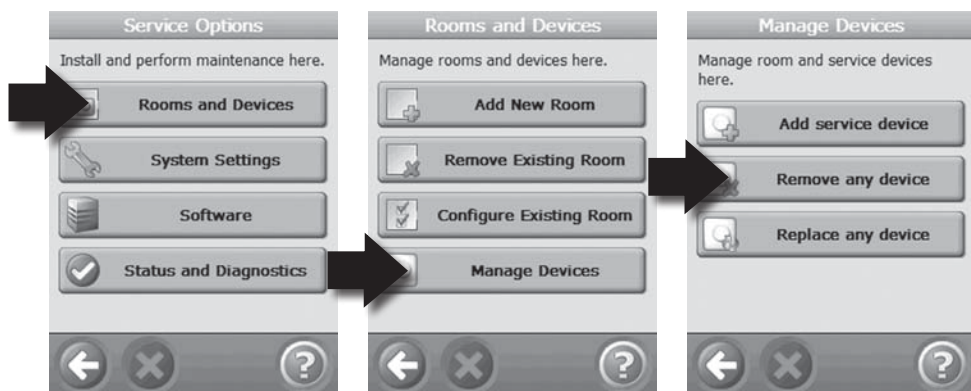 Service Options
Install and perform maintenance here.
Rooms and Devices
System Settings
Software
Status and Diagnostics
Rooms and Devices
Manage rooms and devices here.
Add New Room
Remove Existing Room
Configure Existing Room
Manage Devices
Manage Devices
Manage room and service devices
here.
Add service device
Remove any device
Replace any device
?
?
?